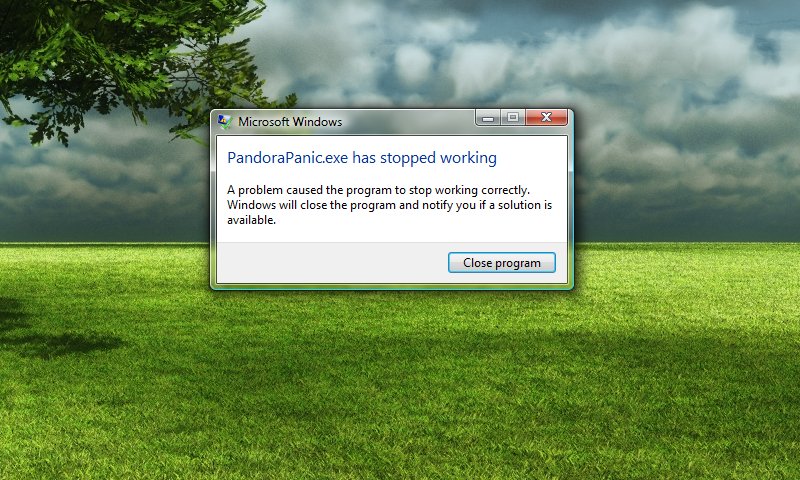 Microsoft Windows
PandoraPanic.exe has stopped working
A problem caused the program to stop working correctly.
Windows will close the program and notify you if a solution is
available.
Close program